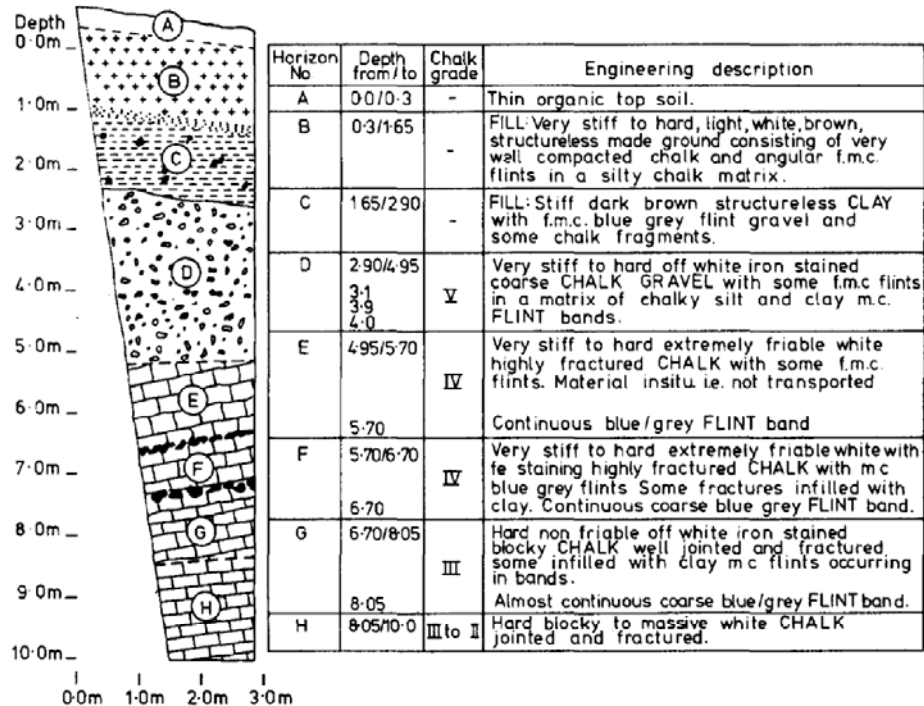 Depth
0·0m
1·0m
2·0m
3·0m
4·0m
5·0m
6·0m
7·0m
8·0m
9·0m
10·0m
A
B
C
D
E
F
G
H
0·0m 1·0m 2·0m 3·0m
Horizon No. Depth from/to Chalk grade Engineering description
A 0·0/0·3 - Thin organic top soil.
B 0·3/1·65 - FILL: Very stiff to hard, light, white, brown,
structureless made ground consisting of very
well compacted chalk and angular f.m.c.
flints in a silty chalk matrix.
C 1·65/2·90 - FILL: Stiff dark brown structureless CLAY
with f.m.c. blue grey flint gravel and
some chalk fragments.
D 2·90/4·95 V Very stiff to hard off white iron stained
3·1 coarse CHALK GRAVEL with some f.m.c flints
3·9 in a matrix of chalky silt and clay m.c.
4·0 FLINT bands.
E 4·95/5·70 IV Very stiff to hard extremely friable white
highly fractured CHALK with some f.m.c.
flints. Material insitu. i.e. not transported
5·70 Continuous blue/grey FLINT band
F 5·70/6·70 IV Very stiff to hard extremely friable white with
fe staining highly fractured CHALK with m c
blue grey flints Some fractures infilled with
6·70 clay. Continuous coarse blue grey FLINT band.
G 6·70/8·05 III Hard non friable off white iron stained
blocky CHALK well jointed and fractured
some infilled with clay m c flints occurring
in bands.
8·05 Almost continuous coarse blue/grey FLINT band.
H 8·05/10·0 III to II Hard blocky to massive white CHALK
jointed and fractured.